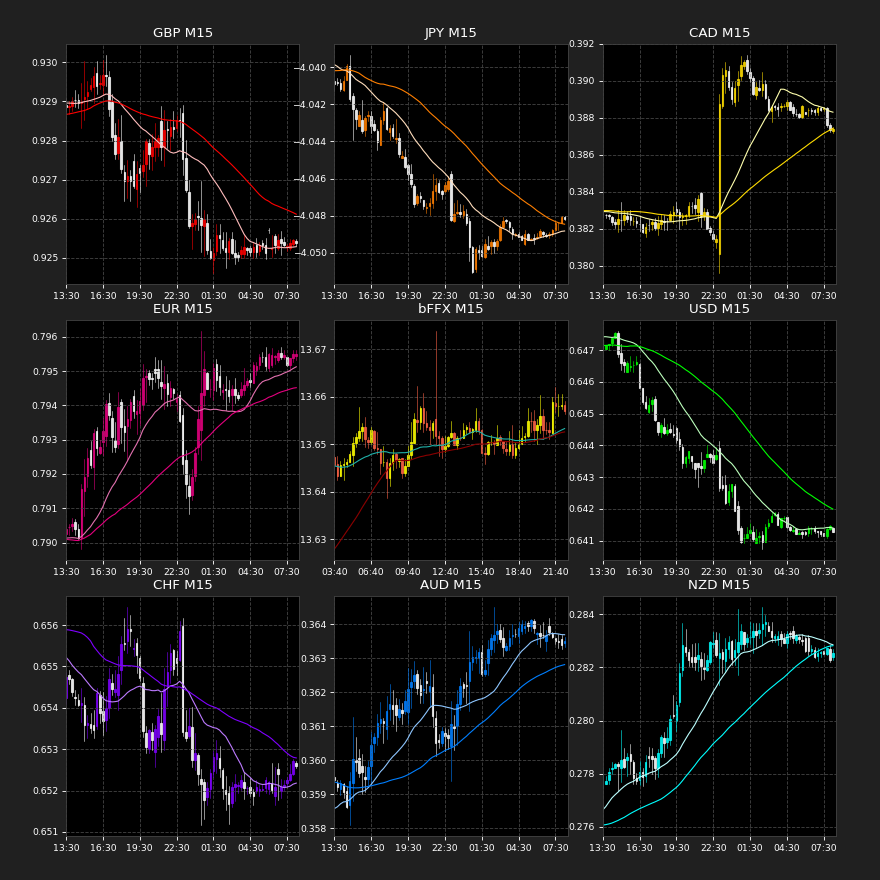 GBP M15 JPY M15 CAD M15
0.930 −4.040 0.392
0.929 −4.042 0.390
0.928 −4.044 0.388
0.927 −4.046 0.386
0.926 −4.048 0.384
0.925 −4.050 0.382
0.380
13:30 16:30 19:30 22:30 01:30 04:30 07:30 13:30 16:30 19:30 22:30 01:30 04:30 07:30 13:30 16:30 19:30 22:30 01:30 04:30 07:30
EUR M15 bFFX M15 USD M15
0.796 13.67 0.647
0.795 13.66 0.646
0.794 13.65 0.645
0.793 13.64 0.644
0.792 13.63 0.643
0.791 0.642
0.790 0.641
13:30 16:30 19:30 22:30 01:30 04:30 07:30 03:40 06:40 09:40 12:40 15:40 18:40 21:40 13:30 16:30 19:30 22:30 01:30 04:30 07:30
CHF M15 AUD M15 NZD M15
0.656 0.364 0.284
0.655 0.363 0.282
0.654 0.362 0.280
0.653 0.361 0.278
0.652 0.360 0.276
0.651 0.359
0.358
13:30 16:30 19:30 22:30 01:30 04:30 07:30 13:30 16:30 19:30 22:30 01:30 04:30 07:30 13:30 16:30 19:30 22:30 01:30 04:30 07:30